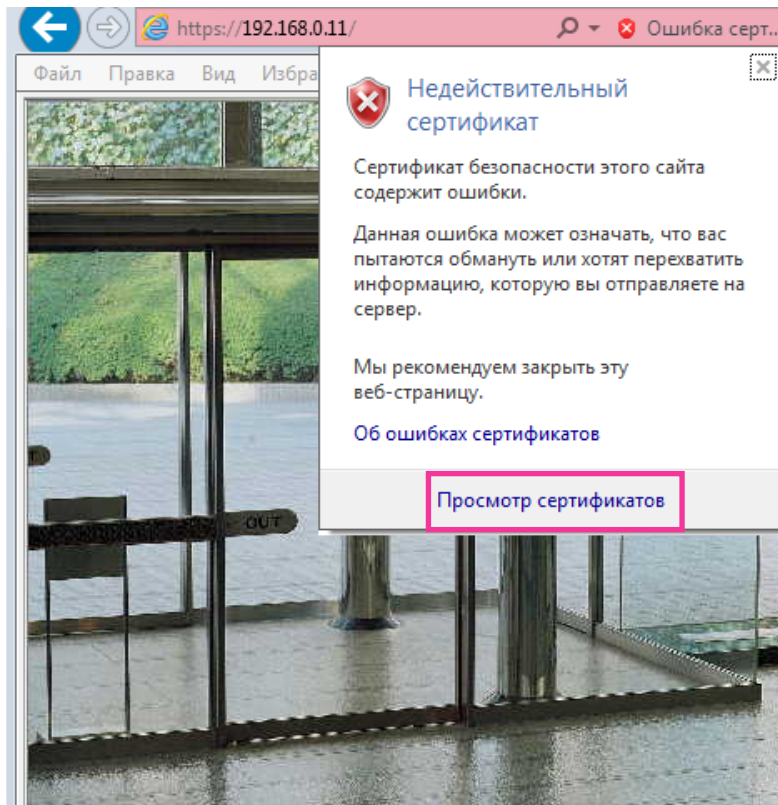 https://192.168.0.11/
Ошибка серт...
Файл Правка Вид Избра
Недействительный
сертификат
Сертификат безопасности этого сайта
содержит ошибки.
Данная ошибка может означать, что вас
пытаются обмануть или хотят перехватить
информацию, которую вы отправляете на
сервер.
Мы рекомендуем закрыть эту
веб-страницу.
Об ошибках сертификатов
Просмотр сертификатов
OUT